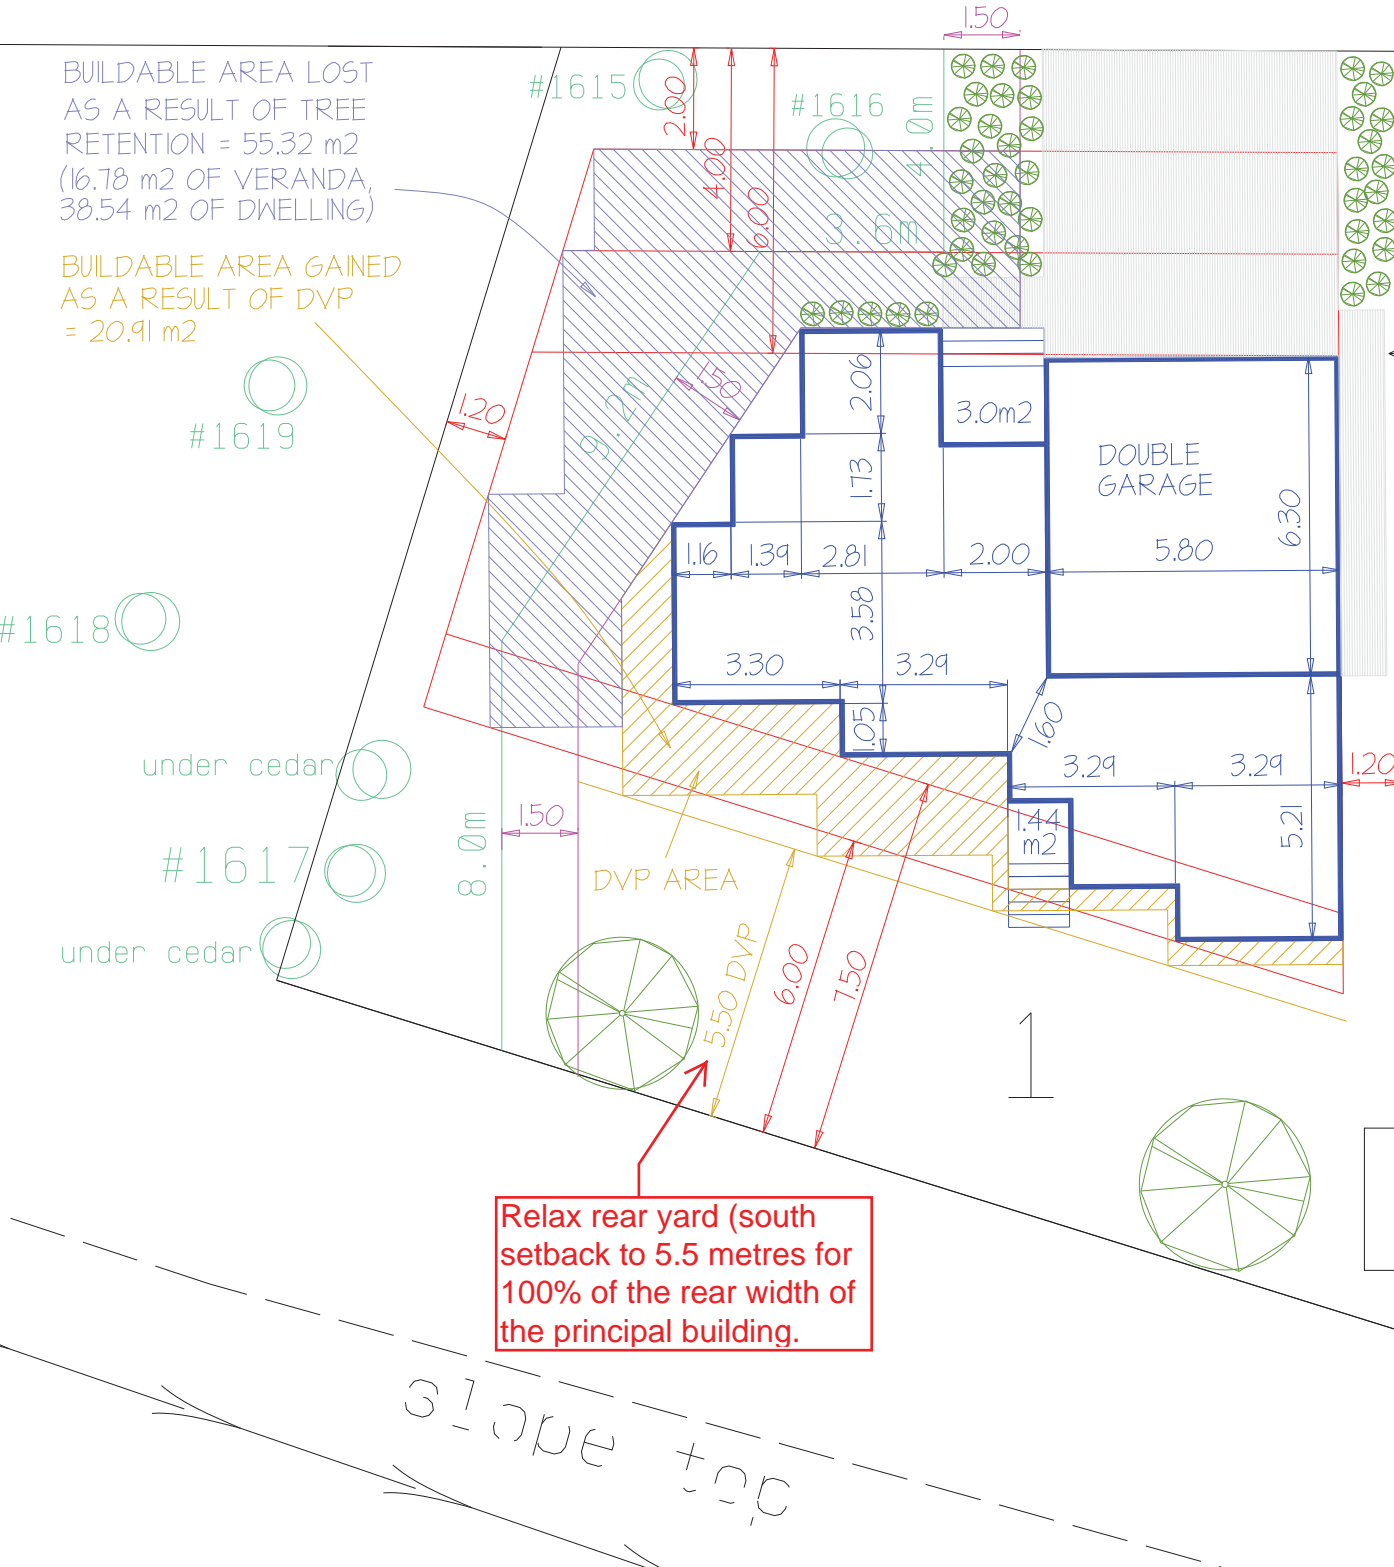 1.50
BUILDABLE AREA LOST
AS A RESULT OF TREE
RETENTION = 55.32 m2
(16.78 m2 OF VERANDA,
38.54 m2 OF DWELLING)
#1615
2.00
#1616
4.0m
4.00
6.00
3.6m
BUILDABLE AREA GAINED
AS A RESULT OF DVP
= 20.91 m2
1.50
9.2m
1.20
#1619
2.06
3.0m2
DOUBLE
GARAGE
1.73
6.30
1.16
1.39
2.81
2.00
5.80
3.58
#1618
3.30
3.29
1.05
1.60
3.29
3.29
1.20
under cedar
1.50
8.0m
1.44
m2
5.21
#1617
DVP AREA
under cedar
5.50 DVP
6.00
7.50
1
Relax rear yard (south
setback to 5.5 metres for
100% of the rear width of
the principal building.
slope top